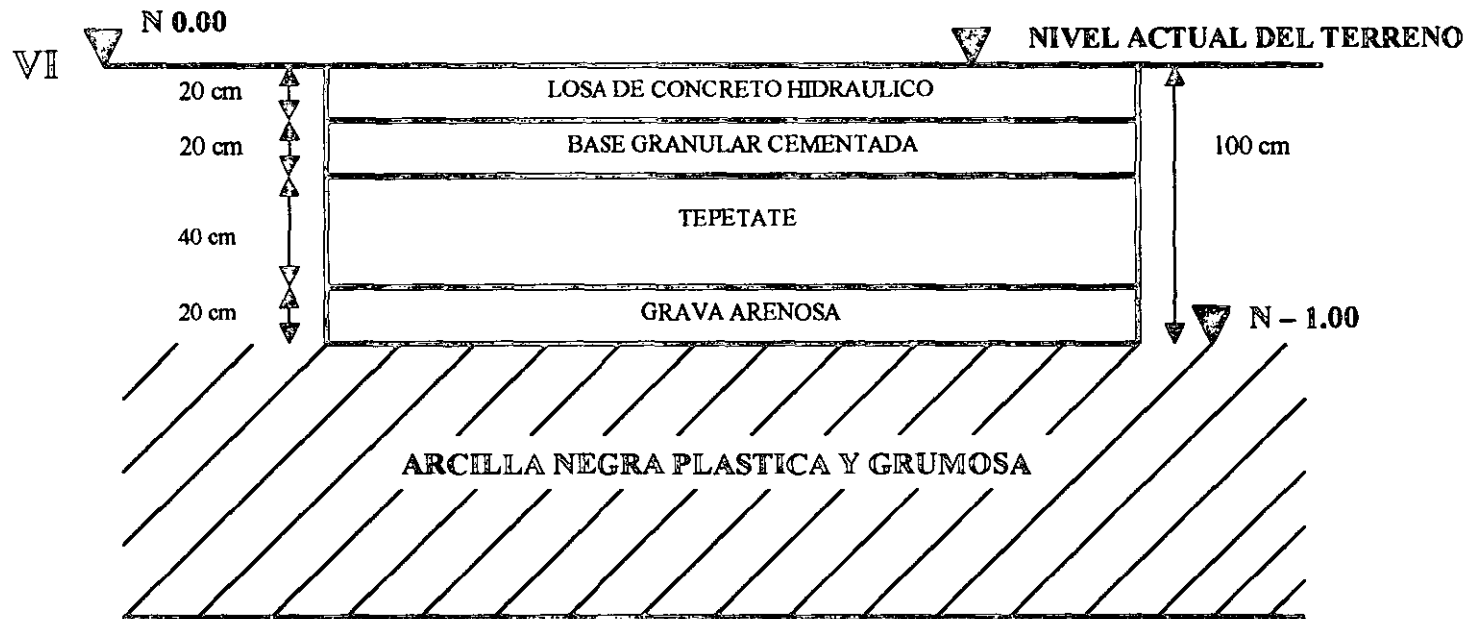 N 0.00
NIVEL ACTUAL DEL TERRENO
VI
20 cm
LOSA DE CONCRETO HIDRAULICO
20 cm
BASE GRANULAR CEMENTADA
100 cm
TEPETATE
40 cm
20 cm
GRAVA ARENOSA
N – 1.00
ARCILLA NEGRA PLASTICA Y GRUMOSA